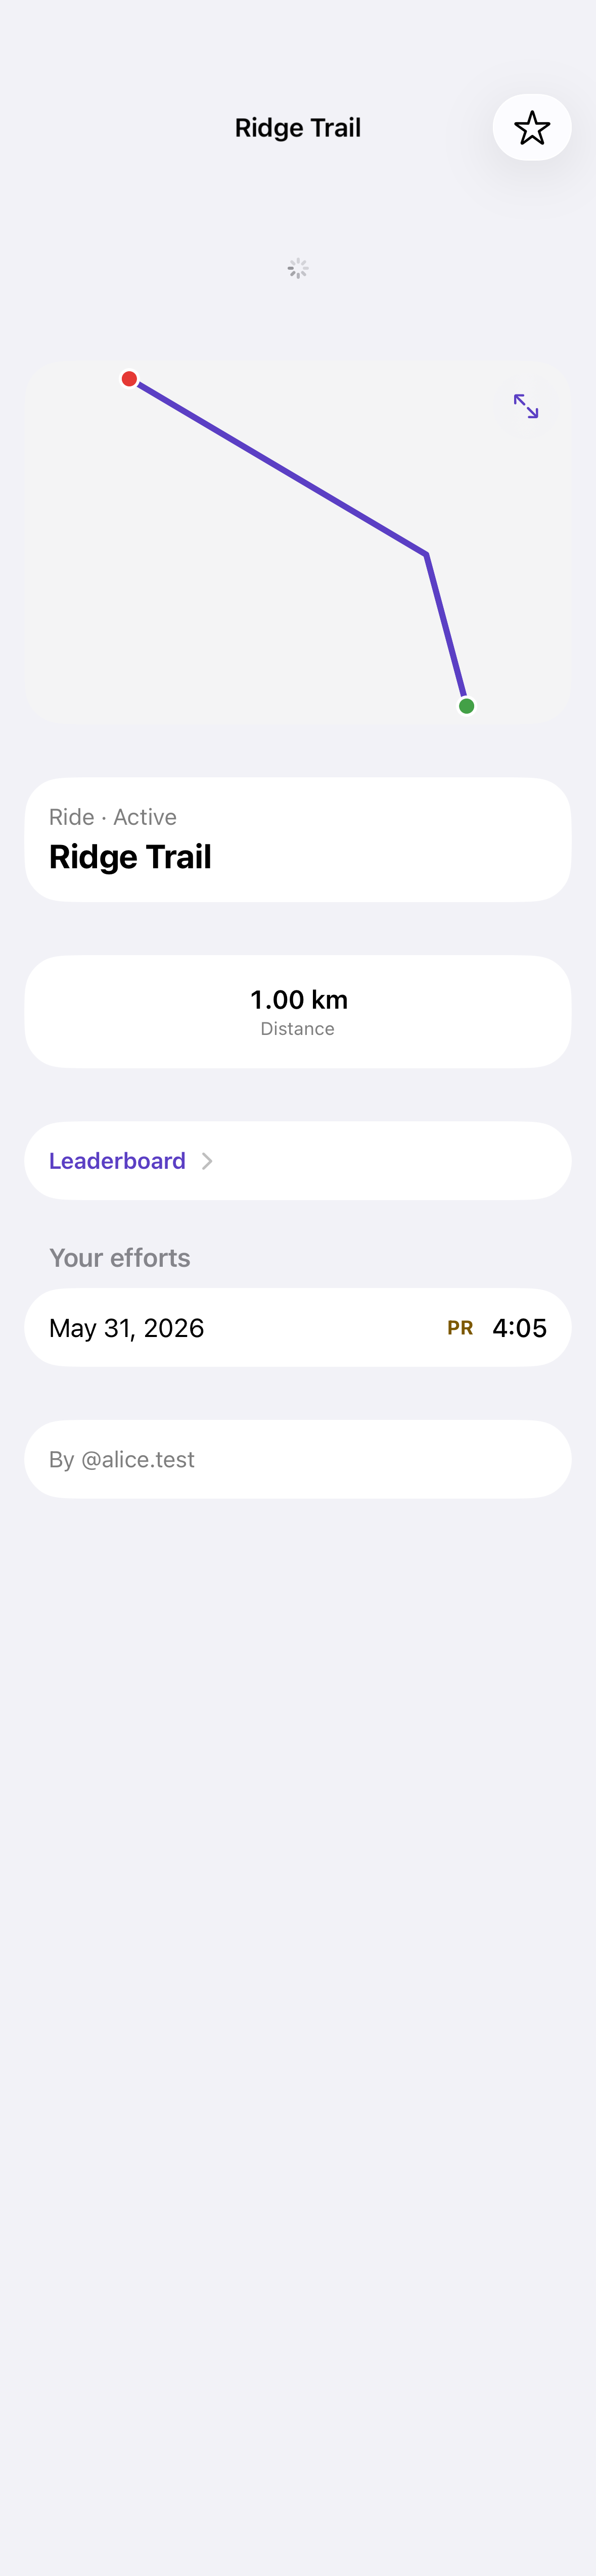 Ridge Trail
Ride · Active
Ridge Trail
1.00 km
Distance
Leaderboard
Your efforts
May 31, 2026 PR 4:05
By @alice.test